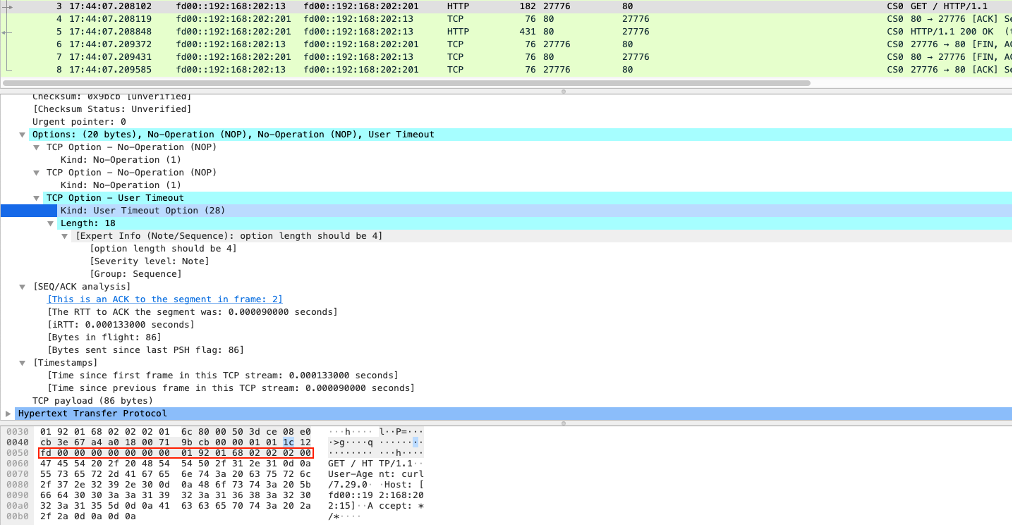 3 17:44:07.208102 fd00::192:168:202:13 fd00::192:168:202:201 HTTP 182 27776 80 CS0 GET / HTTP/1.1
4 17:44:07.208119 fd00::192:168:202:201 fd00::192:168:202:13 TCP 76 80 27776 CS0 80 → 27776 [ACK] Se
5 17:44:07.208848 fd00::192:168:202:201 fd00::192:168:202:13 HTTP 431 80 27776 CS0 HTTP/1.1 200 OK (t
6 17:44:07.209372 fd00::192:168:202:13 fd00::192:168:202:201 TCP 76 27776 80 CS0 27776 → 80 [FIN, AC
7 17:44:07.209431 fd00::192:168:202:201 fd00::192:168:202:13 TCP 76 80 27776 CS0 80 → 27776 [FIN, A
8 17:44:07.209585 fd00::192:168:202:13 fd00::192:168:202:201 TCP 76 27776 80 CS0 27776 → 80 [ACK] Se
Checksum: 0x9bcb [unverified]
[Checksum Status: Unverified]
Urgent pointer: 0
Options: (20 bytes), No-Operation (NOP), No-Operation (NOP), User Timeout
TCP Option - No-Operation (NOP)
Kind: No-Operation (1)
TCP Option - No-Operation (NOP)
Kind: No-Operation (1)
TCP Option - User Timeout
Kind: User Timeout Option (28)
Length: 18
[Expert Info (Note/Sequence): option length should be 4]
[option length should be 4]
[Severity level: Note]
[Group: Sequence]
[SEQ/ACK analysis]
[This is an ACK to the segment in frame: 2]
[The RTT to ACK the segment was: 0.000090000 seconds]
[iRTT: 0.000133000 seconds]
[Bytes in flight: 86]
[Bytes sent since last PSH flag: 86]
[Timestamps]
[Time since first frame in this TCP stream: 0.000133000 seconds]
[Time since previous frame in this TCP stream: 0.000090000 seconds]
TCP payload (86 bytes)
Hypertext Transfer Protocol
0030 01 92 01 68 02 02 02 01 6c 80 00 50 3d ce 08 e0 ···h···· l··P=···
0040 cb 3e 67 a4 a0 18 00 71 9b cb 00 00 01 01 1c 12 ·>g····q ········
0050 fd 00 00 00 00 00 00 00 01 92 01 68 02 02 02 00 ········ ···h····
0060 47 45 54 20 2f 20 48 54 54 50 2f 31 2e 31 0d 0a GET / HT TP/1.1··
0070 55 73 65 72 2d 41 67 65 6e 74 3a 20 63 75 72 6c User-Age nt: curl
0080 2f 37 2e 32 39 2e 30 0d 0a 48 6f 73 74 3a 20 5b /7.29.0· ·Host: [
0090 66 64 30 30 3a 3a 31 39 32 3a 31 36 38 3a 32 30 fd00::19 2:168:20
00a0 32 3a 31 35 5d 0d 0a 41 63 63 65 70 74 3a 20 2a 2:15]··A ccept: *
00b0 2f 2a 0d 0a 0d 0a /*····